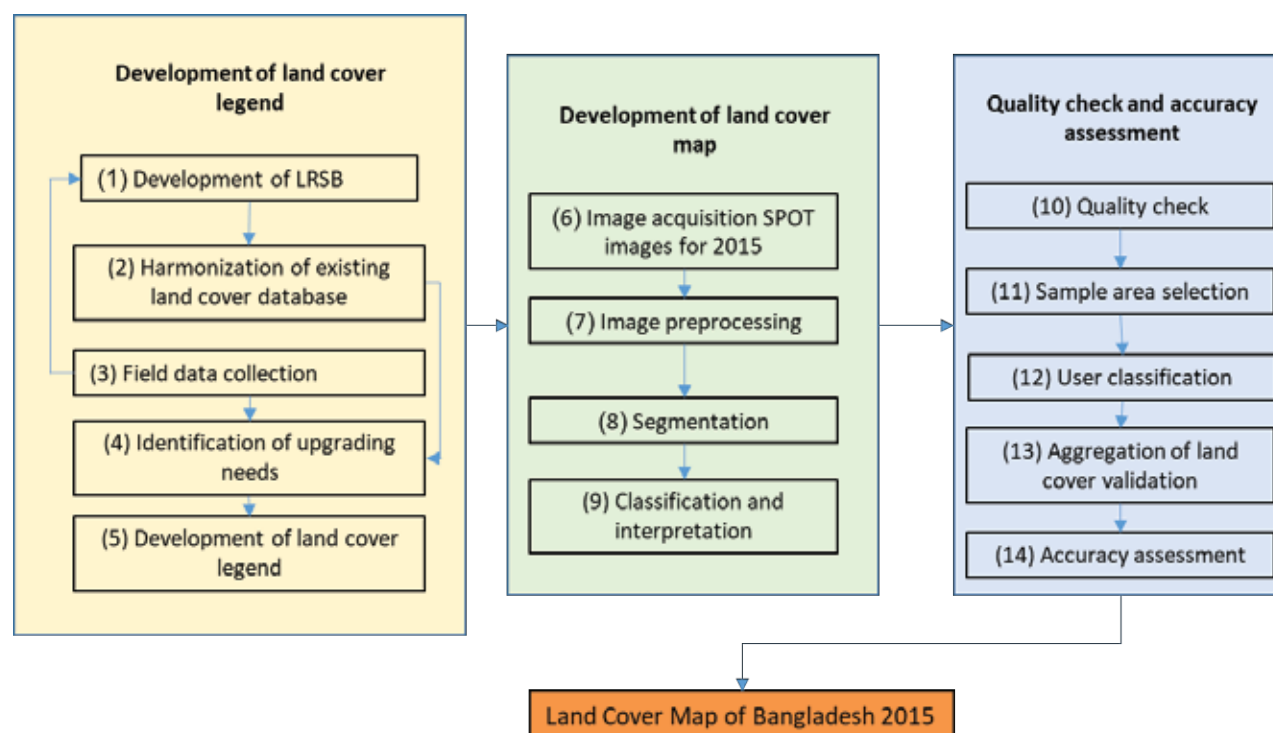 Development of land cover
legend
(1) Development of LRSB
(2) Harmonization of existing
land cover database
(3) Field data collection
(4) Identification of upgrading
needs
(5) Development of land cover
legend
Development of land cover
map
(6) Image acquisition SPOT
images for 2015
(7) Image preprocessing
(8) Segmentation
(9) Classification and
interpretation
Quality check and accuracy
assessment
(10) Quality check
(11) Sample area selection
(12) User classification
(13) Aggregation of land
cover validation
(14) Accuracy assessment
Land Cover Map of Bangladesh 2015